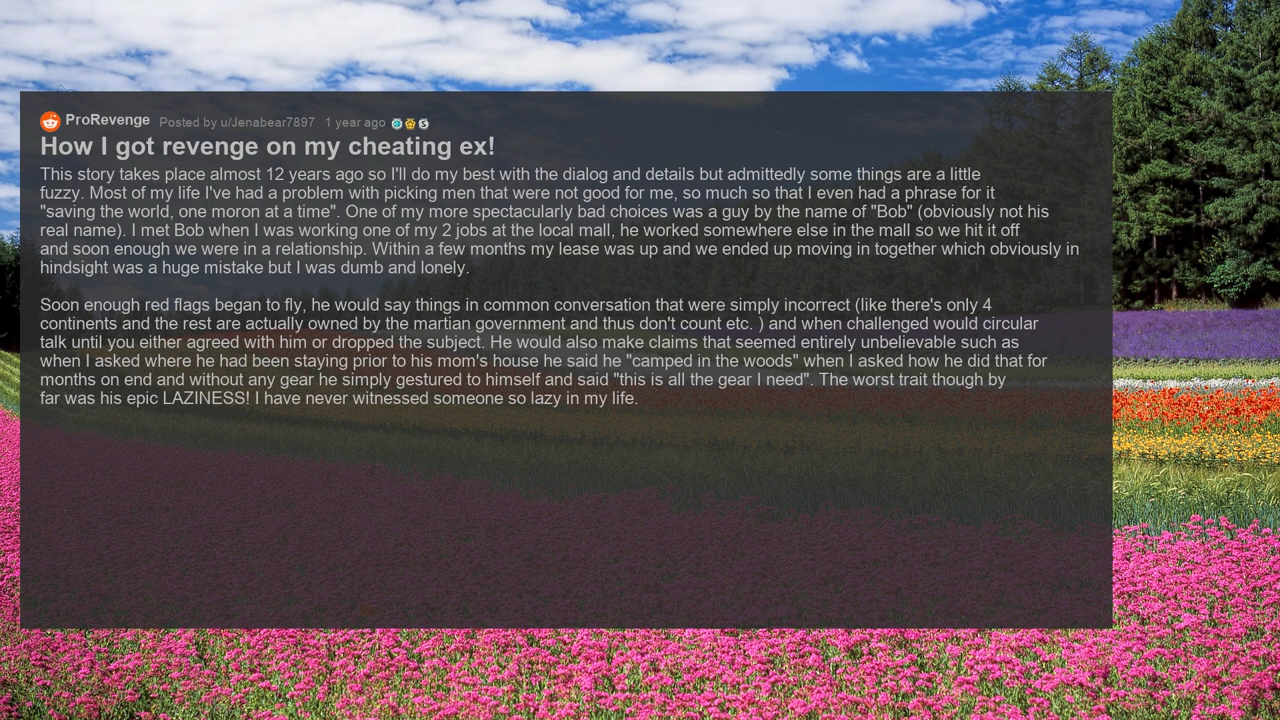 ProRevenge Posted by u/Jenabear7897 1 year ago
How I got revenge on my cheating ex!
This story takes place almost 12 years ago so I'll do my best with the dialog and details but admittedly some things are a little
fuzzy. Most of my life I've had a problem with picking men that were not good for me, so much so that I even had a phrase for it
"saving the world, one moron at a time". One of my more spectacularly bad choices was a guy by the name of "Bob" (obviously not his
real name). I met Bob when I was working one of my 2 jobs at the local mall, he worked somewhere else in the mall so we hit it off
and soon enough we were in a relationship. Within a few months my lease was up and we ended up moving in together which obviously in
hindsight was a huge mistake but I was dumb and lonely.
Soon enough red flags began to fly, he would say things in common conversation that were simply incorrect (like there's only 4
continents and the rest are actually owned by the martian government and thus don't count etc. ) and when challenged would circular
talk until you either agreed with him or dropped the subject. He would also make claims that seemed entirely unbelievable such as
when I asked where he had been staying prior to his mom's house he said he "camped in the woods" when I asked how he did that for
months on end and without any gear he simply gestured to himself and said "this is all the gear I need". The worst trait though by
far was his epic LAZINESS! I have never witnessed someone so lazy in my life.